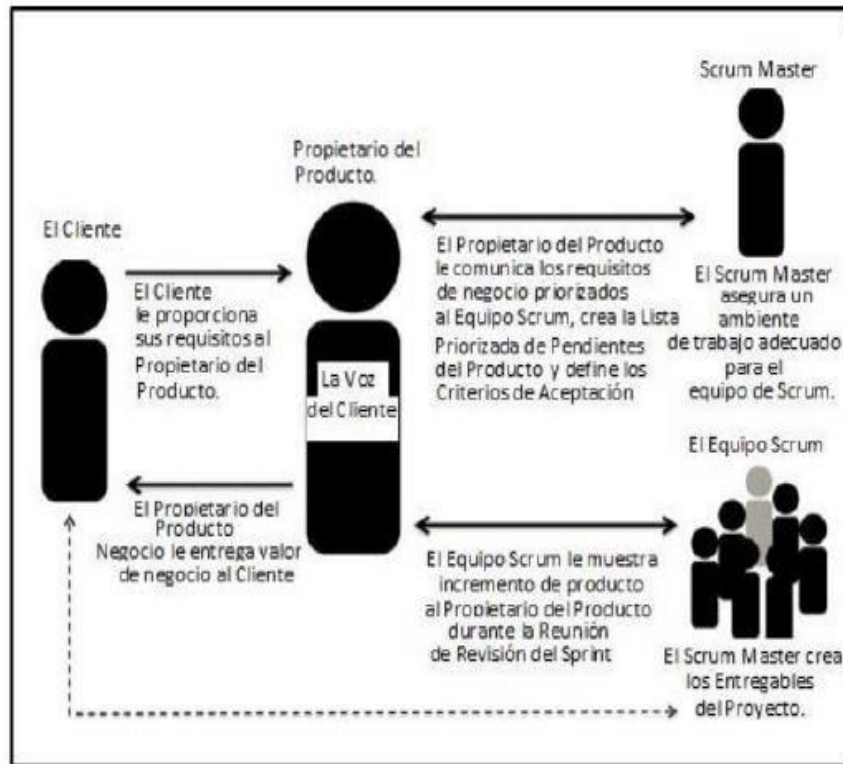 Scrum Master
Propietario del
Producto.
El Cliente
El Cliente
le proporciona
sus requisitos al
Propietario del
Producto.
La Voz
del Cliente
El Propietario del Producto
le comunica los requisitos
de negocio priorizados
al Equipo Scrum, crea la Lista
Priorizada de Pendientes
del Producto y define los
Criterios de Aceptación
El Scrum Master
asegura un
ambiente
de trabajo adecuado
para el
equipo de Scrum.
El Equipo Scrum
El Propietario del
Producto
Negocio le entrega valor
de negocio al Cliente
El Equipo Scrum le muestra
incremento de producto
al Propietario del Producto
durante la Reunión
de Revisión del Sprint
El Scrum Master crea
los Entregables
del Proyecto.